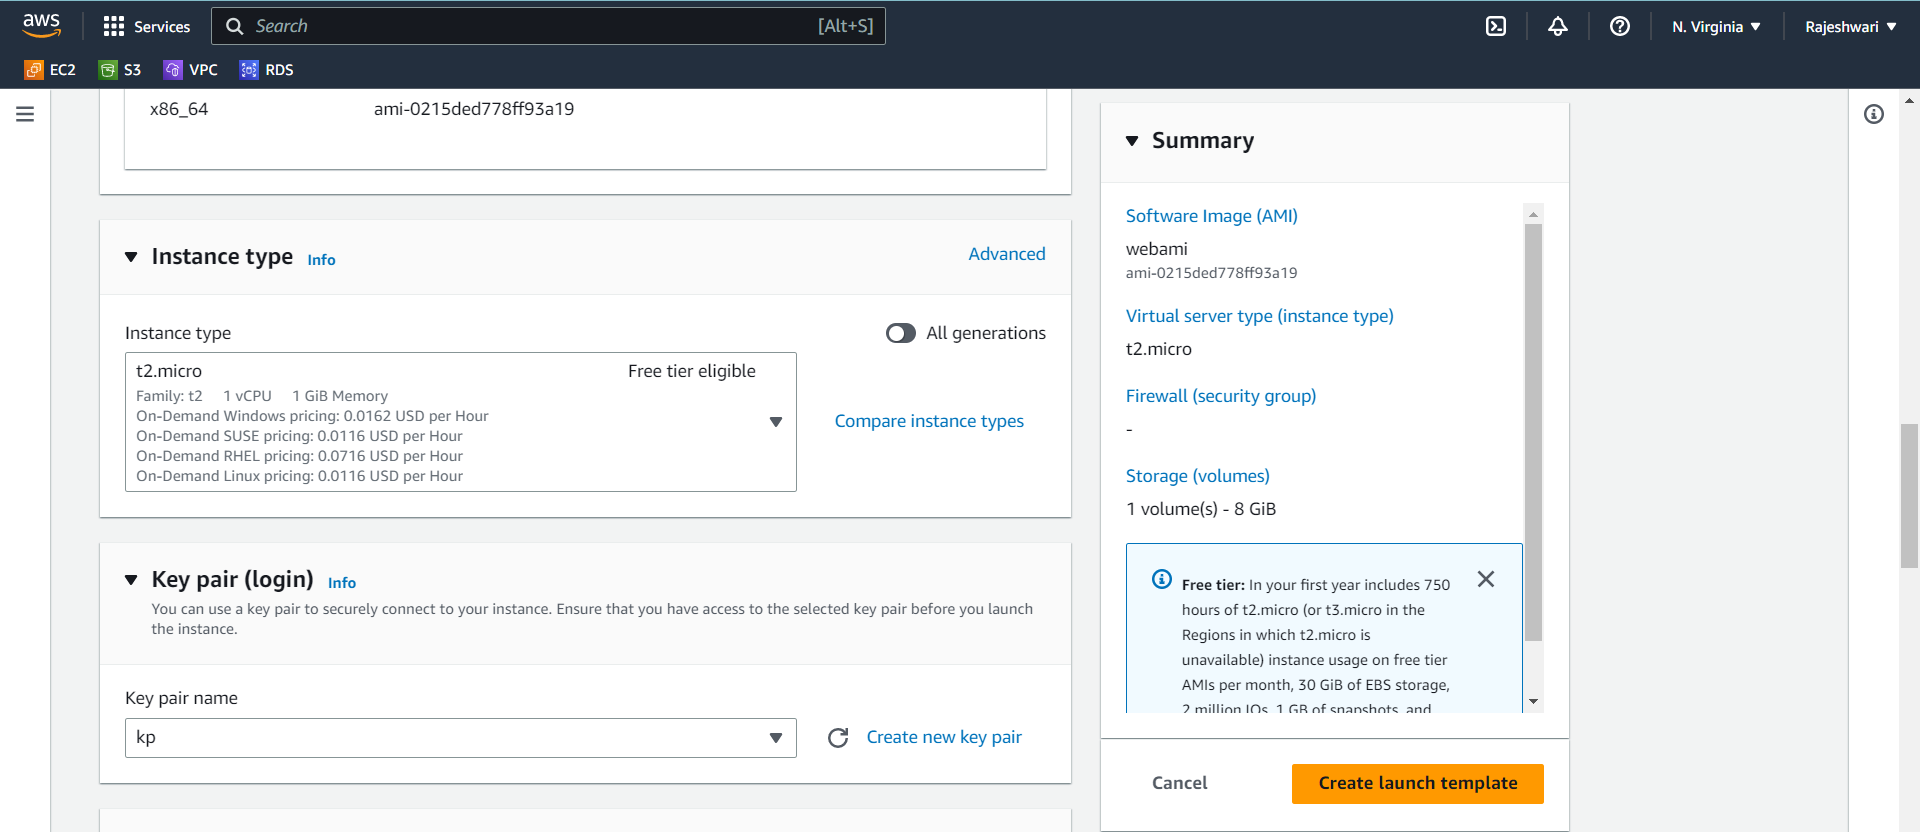 aws
Services
Search
[Alt+S]
N. Virginia
Rajeshwari
EC2
S3
VPC
RDS
x86_64
ami-0215ded778ff93a19
Instance type
Info
Advanced
Instance type
All generations
t2.micro
Free tier eligible
Family: t2 1 vCPU 1 GiB Memory
On-Demand Windows pricing: 0.0162 USD per Hour
On-Demand SUSE pricing: 0.0116 USD per Hour
On-Demand RHEL pricing: 0.0716 USD per Hour
On-Demand Linux pricing: 0.0116 USD per Hour
Compare instance types
Key pair (login)
Info
You can use a key pair to securely connect to your instance. Ensure that you have access to the selected key pair before you launch
the instance.
Key pair name
kp
Create new key pair
Summary
Software Image (AMI)
webami
ami-0215ded778ff93a19
Virtual server type (instance type)
t2.micro
Firewall (security group)
-
Storage (volumes)
1 volume(s) - 8 GiB
Free tier: In your first year includes 750
hours of t2.micro (or t3.micro in the
Regions in which t2.micro is
unavailable) instance usage on free tier
AMIs per month, 30 GiB of EBS storage,
2 million IOs, 1 GB of snapshots, and
Cancel
Create launch template